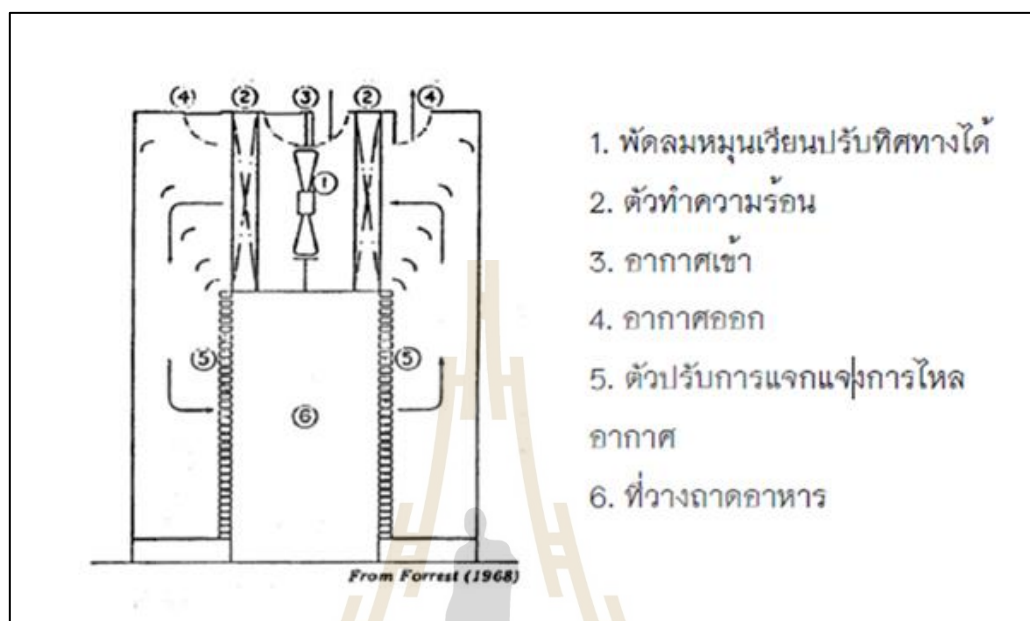 (4) (2) (3) (2) (4)
(1)
(5) (5)
(6)
From Forrest (1968)
1. พัดลมหมุนเวียนปรับทิศทางได้
2. ตัวทำความร้อน
3. อากาศเข้า
4. อากาศออก
5. ตัวปรับการแจกแจงการไหล
อากาศ
6. ที่วางถาดอาหาร